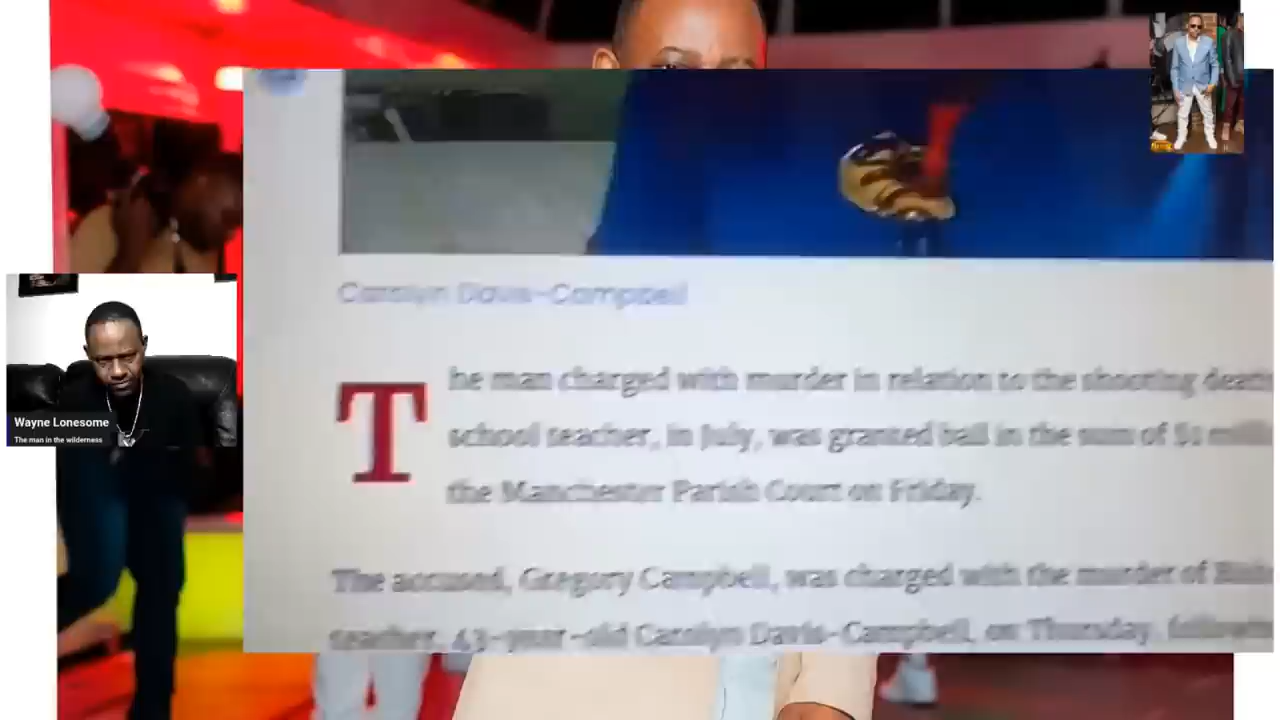 Carolyn Davis-Campbell
The man charged with murder in relation to the shooting death
school teacher, in July, was granted bail in the sum of $1
the Manchester Parish Court on Friday.
The accused, Gregory Campbell, was charged with the murder of
teacher, 43-year-old Carolyn Davis-Campbell, on Thursday,
Wayne Lonesome
The man in the wilderness